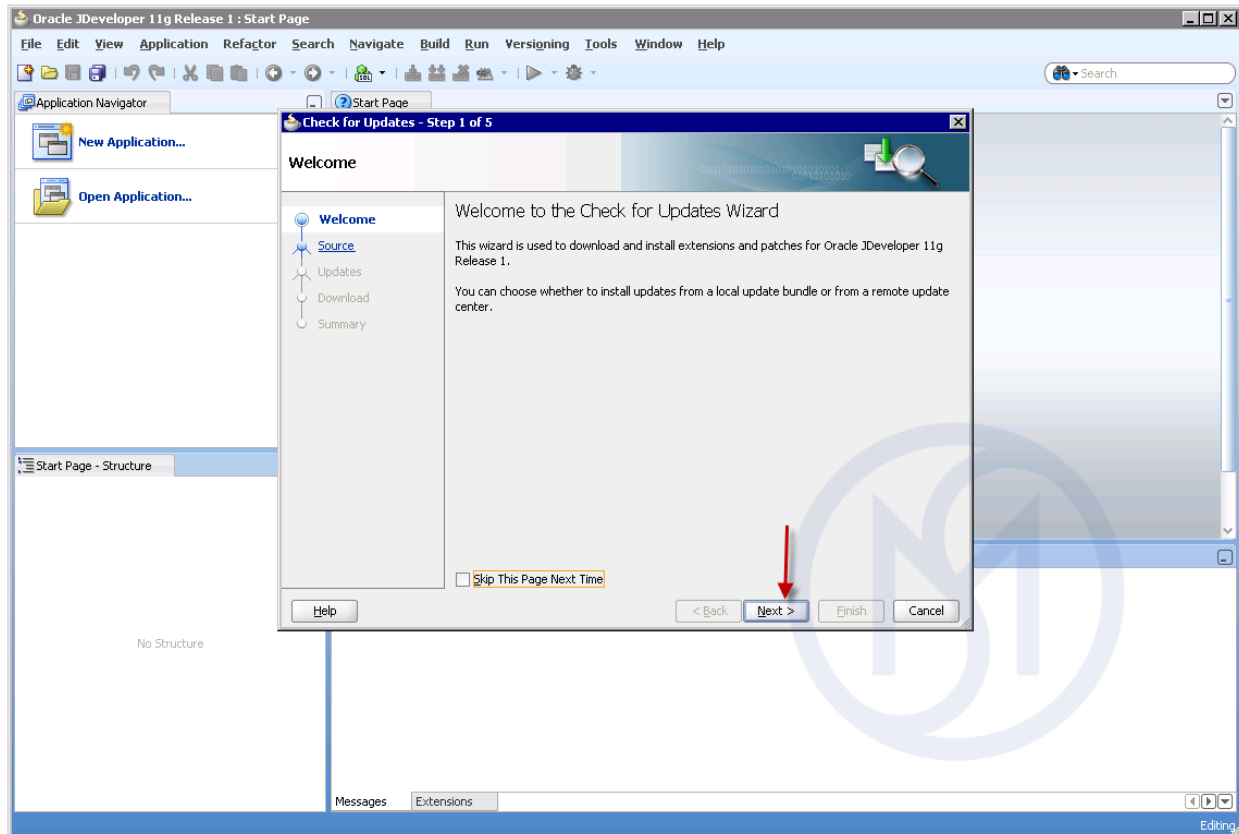 Oracle JDeveloper 11g Release 1 : Start Page
File Edit View Application Refactor Search Navigate Build Run Versioning Tools Window Help
Search
Application Navigator
Start Page
New Application...
Open Application...
Check for Updates - Step 1 of 5
Welcome
Welcome
Source
Updates
Download
Summary
Welcome to the Check for Updates Wizard
This wizard is used to download and install extensions and patches for Oracle JDeveloper 11g
Release 1.
You can choose whether to install updates from a local update bundle or from a remote update
center.
Skip This Page Next Time
Help
< Back Next > Finish Cancel
Start Page - Structure
No Structure
Messages Extensions
Editing